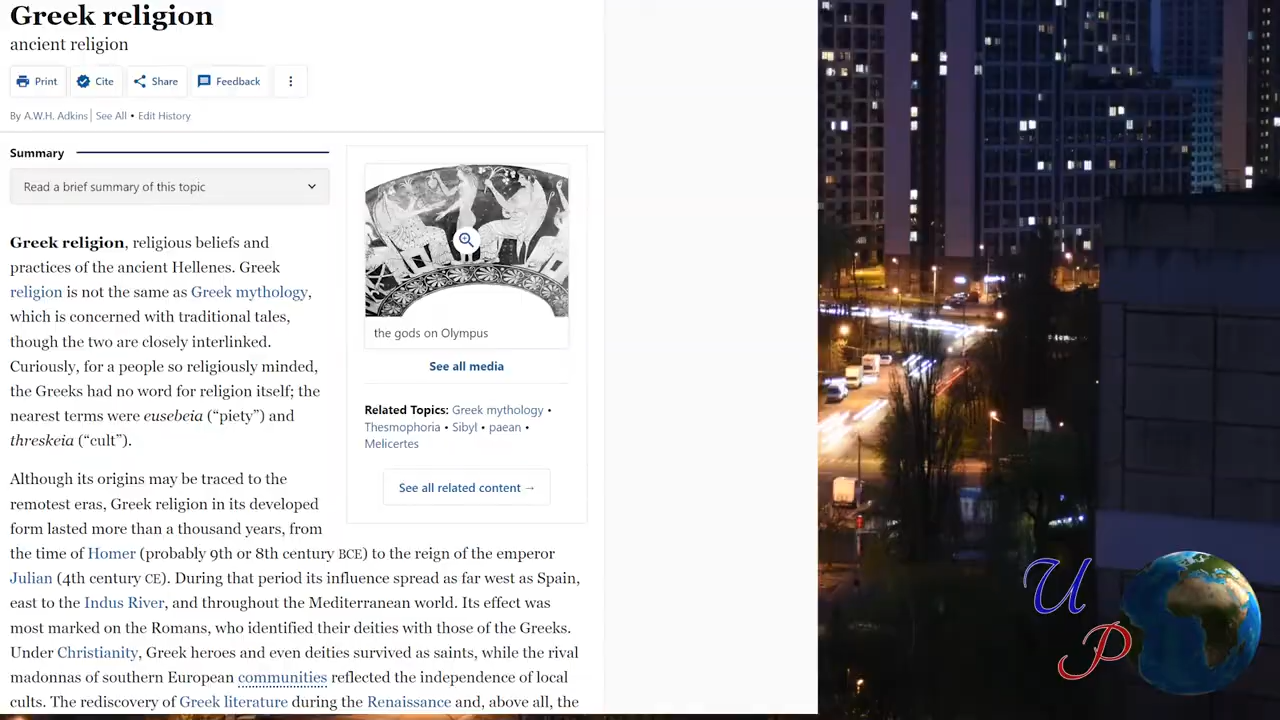 Greek religion
ancient religion
Print Cite Share Feedback
By A.W.H. Adkins | See All • Edit History
Summary
Read a brief summary of this topic
Greek religion, religious beliefs and
practices of the ancient Hellenes. Greek
religion is not the same as Greek mythology,
which is concerned with traditional tales,
though the two are closely interlinked.
Curiously, for a people so religiously minded,
the Greeks had no word for religion itself; the
nearest terms were eusebeia (“piety”) and
threskeia (“cult”).
the gods on Olympus
See all media
Related Topics: Greek mythology •
Thesmophoria • Sibyl • paean •
Melicertes
See all related content →
Although its origins may be traced to the
remotest eras, Greek religion in its developed
form lasted more than a thousand years, from
the time of Homer (probably 9th or 8th century BCE) to the reign of the emperor
Julian (4th century CE). During that period its influence spread as far west as Spain,
east to the Indus River, and throughout the Mediterranean world. Its effect was
most marked on the Romans, who identified their deities with those of the Greeks.
Under Christianity, Greek heroes and even deities survived as saints, while the rival
madonnas of southern European communities reflected the independence of local
cults. The rediscovery of Greek literature during the Renaissance and, above all, the
U
P